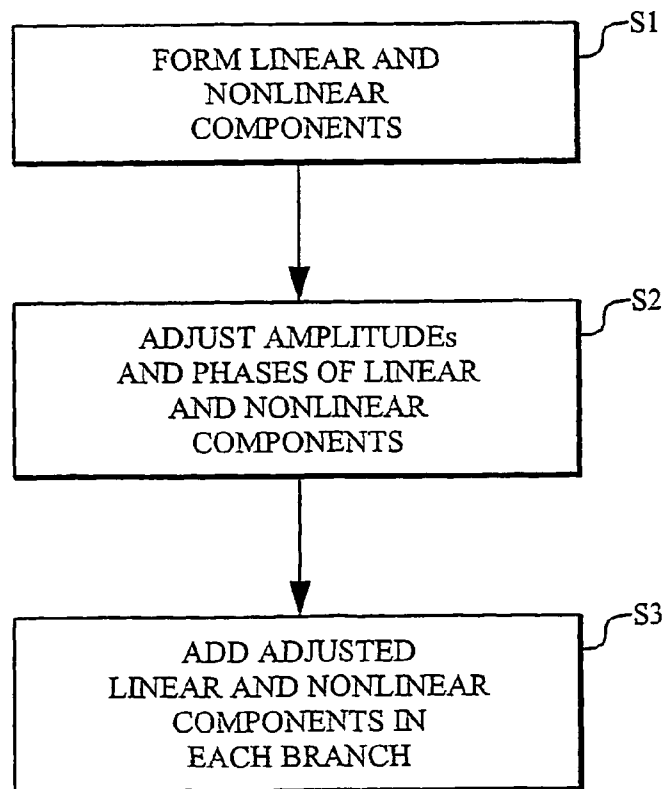 S1
FORM LINEAR AND
NONLINEAR
COMPONENTS
S2
ADJUST AMPLITUDEs
AND PHASES OF LINEAR
AND NONLINEAR
COMPONENTS
S3
ADD ADJUSTED
LINEAR AND NONLINEAR
COMPONENTS IN
EACH BRANCH